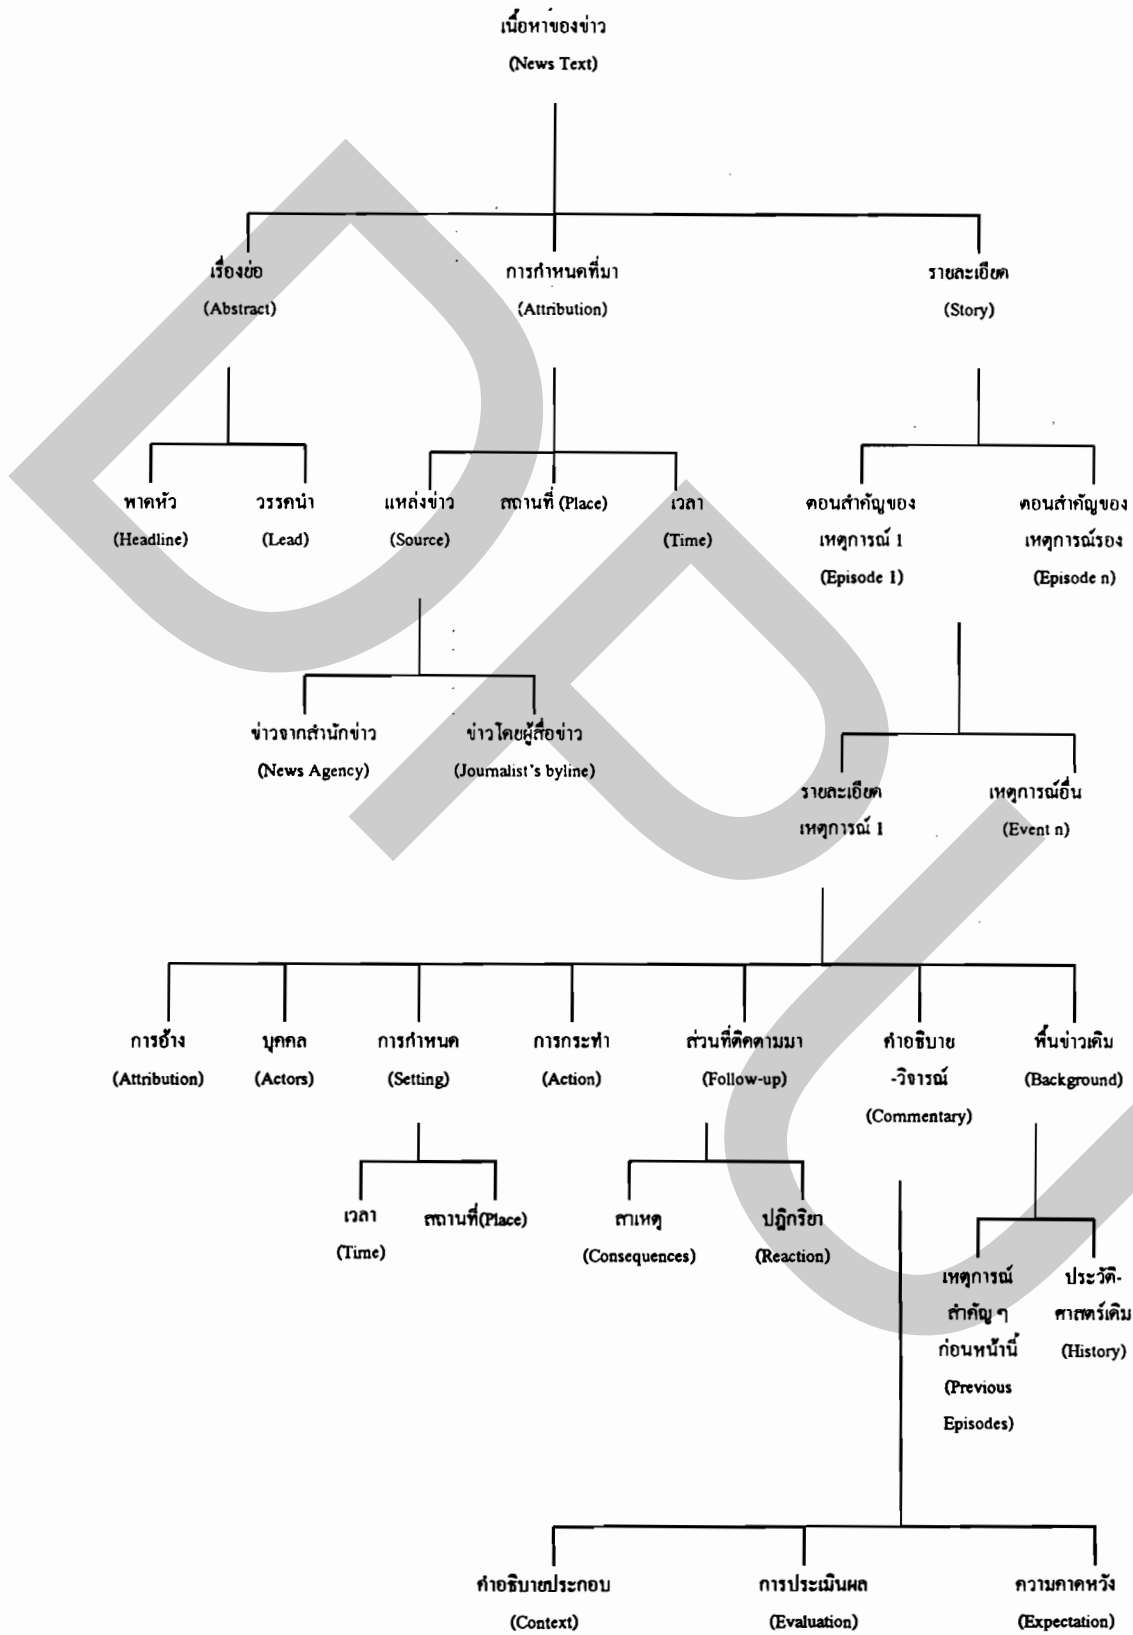 เนื้อหาของข่าว
(News Text)
เรื่องย่อ
(Abstract)
การกำหนดที่มา
(Attribution)
รายละเอียด
(Story)
พาดหัว
(Headline)
วรรคนำ
(Lead)
แหล่งข่าว
(Source)
สถานที่ (Place)
เวลา
(Time)
ตอนสำคัญของ
เหตุการณ์ 1
(Episode 1)
ตอนสำคัญของ
เหตุการณ์รอง
(Episode n)
ข่าวจากสำนักข่าว
(News Agency)
ข่าวโดยผู้สื่อข่าว
(Journalist's byline)
รายละเอียด
เหตุการณ์ 1
เหตุการณ์อื่น
(Event n)
การอ้าง
(Attribution)
บุคคล
(Actors)
การกำหนด
(Setting)
การกระทำ
(Action)
ส่วนที่ติดตามมา
(Follow-up)
คำอธิบาย
-วิจารณ์
(Commentary)
พื้นข่าวเดิม
(Background)
เวลา
(Time)
สถานที่(Place)
สาเหตุ
(Consequences)
ปฎิกริยา
(Reaction)
เหตุการณ์
สำคัญ ๆ
ก่อนหน้านี้
(Previous
Episodes)
ประวัติ-
ศาสตร์เดิม
(History)
คำอธิบายประกอบ
(Context)
การประเมินผล
(Evaluation)
ความคาดหวัง
(Expectation)
DPU